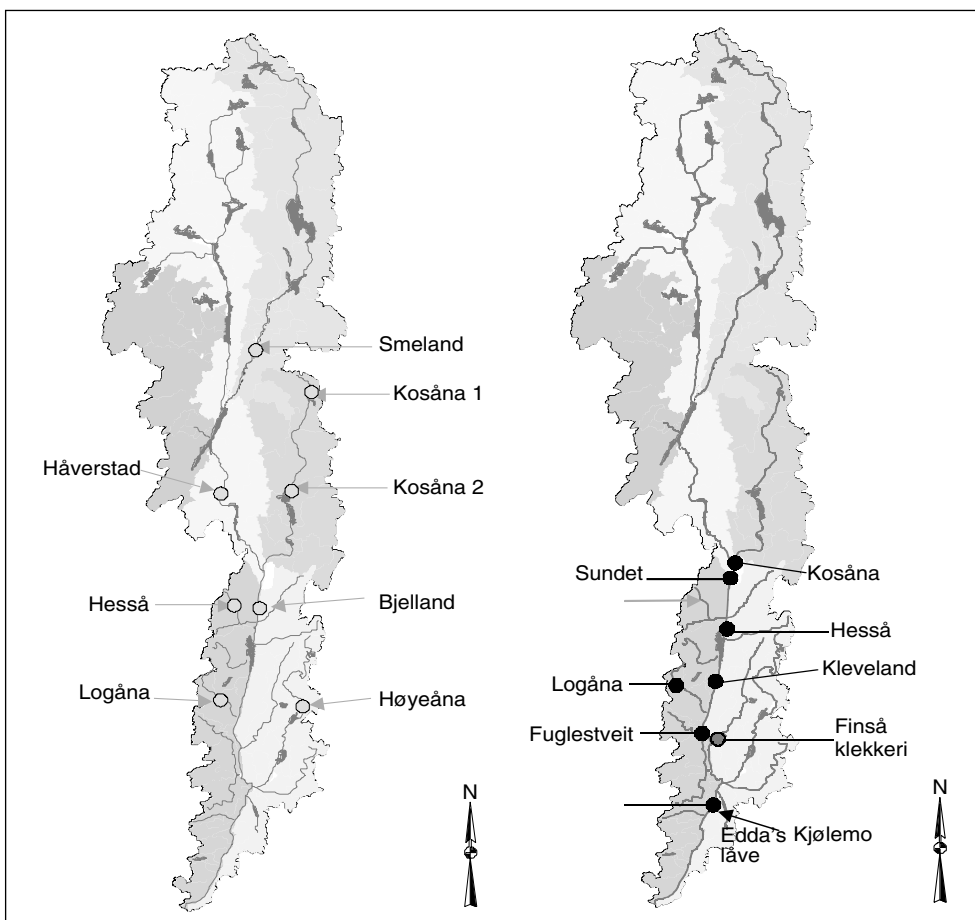 Smeland
Kosåna 1
Håverstad
Kosåna 2
Hesså
Bjelland
Logåna
Høyeåna
N
Kosåna
Sundet
Hesså
Kleveland
Logåna
Fuglestveit
Finså
klekkeri
N
Edda's Kjølemo
låve